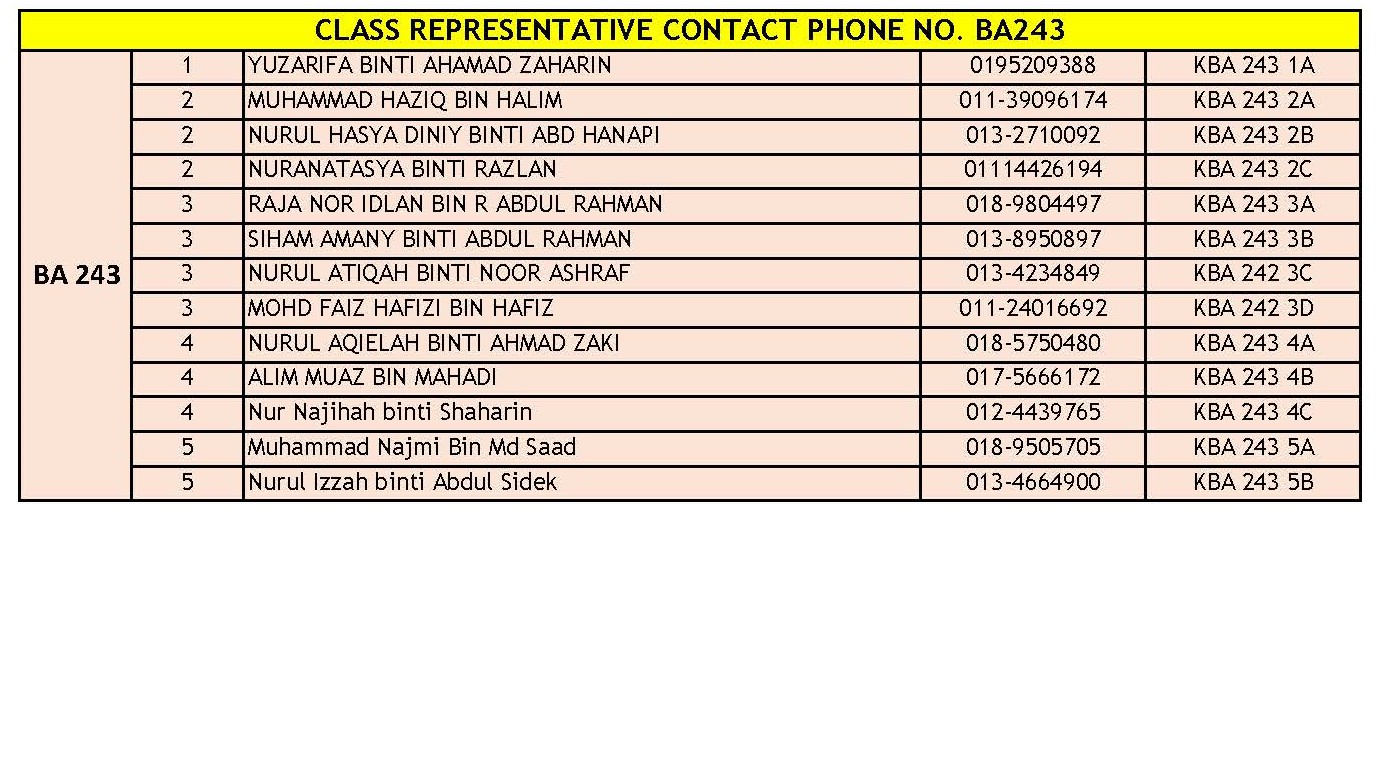 CLASS REPRESENTATIVE CONTACT PHONE NO. BA243
BA 243
1 YUZARIFA BINTI AHAMAD ZAHARIN 0195209388 KBA 243 1A
2 MUHAMMAD HAZIQ BIN HALIM 011-39096174 KBA 243 2A
2 NURUL HASYA DINIY BINTI ABD HANAPI 013-2710092 KBA 243 2B
2 NURANATASYA BINTI RAZLAN 01114426194 KBA 243 2C
3 RAJA NOR IDLAN BIN R ABDUL RAHMAN 018-9804497 KBA 243 3A
3 SIHAM AMANY BINTI ABDUL RAHMAN 013-8950897 KBA 243 3B
3 NURUL ATIQAH BINTI NOOR ASHRAF 013-4234849 KBA 242 3C
3 MOHD FAIZ HAFIZI BIN HAFIZ 011-24016692 KBA 242 3D
4 NURUL AQIELAH BINTI AHMAD ZAKI 018-5750480 KBA 243 4A
4 ALIM MUAZ BIN MAHADI 017-5666172 KBA 243 4B
4 Nur Najihah binti Shaharin 012-4439765 KBA 243 4C
5 Muhammad Najmi Bin Md Saad 018-9505705 KBA 243 5A
5 Nurul Izzah binti Abdul Sidek 013-4664900 KBA 243 5B